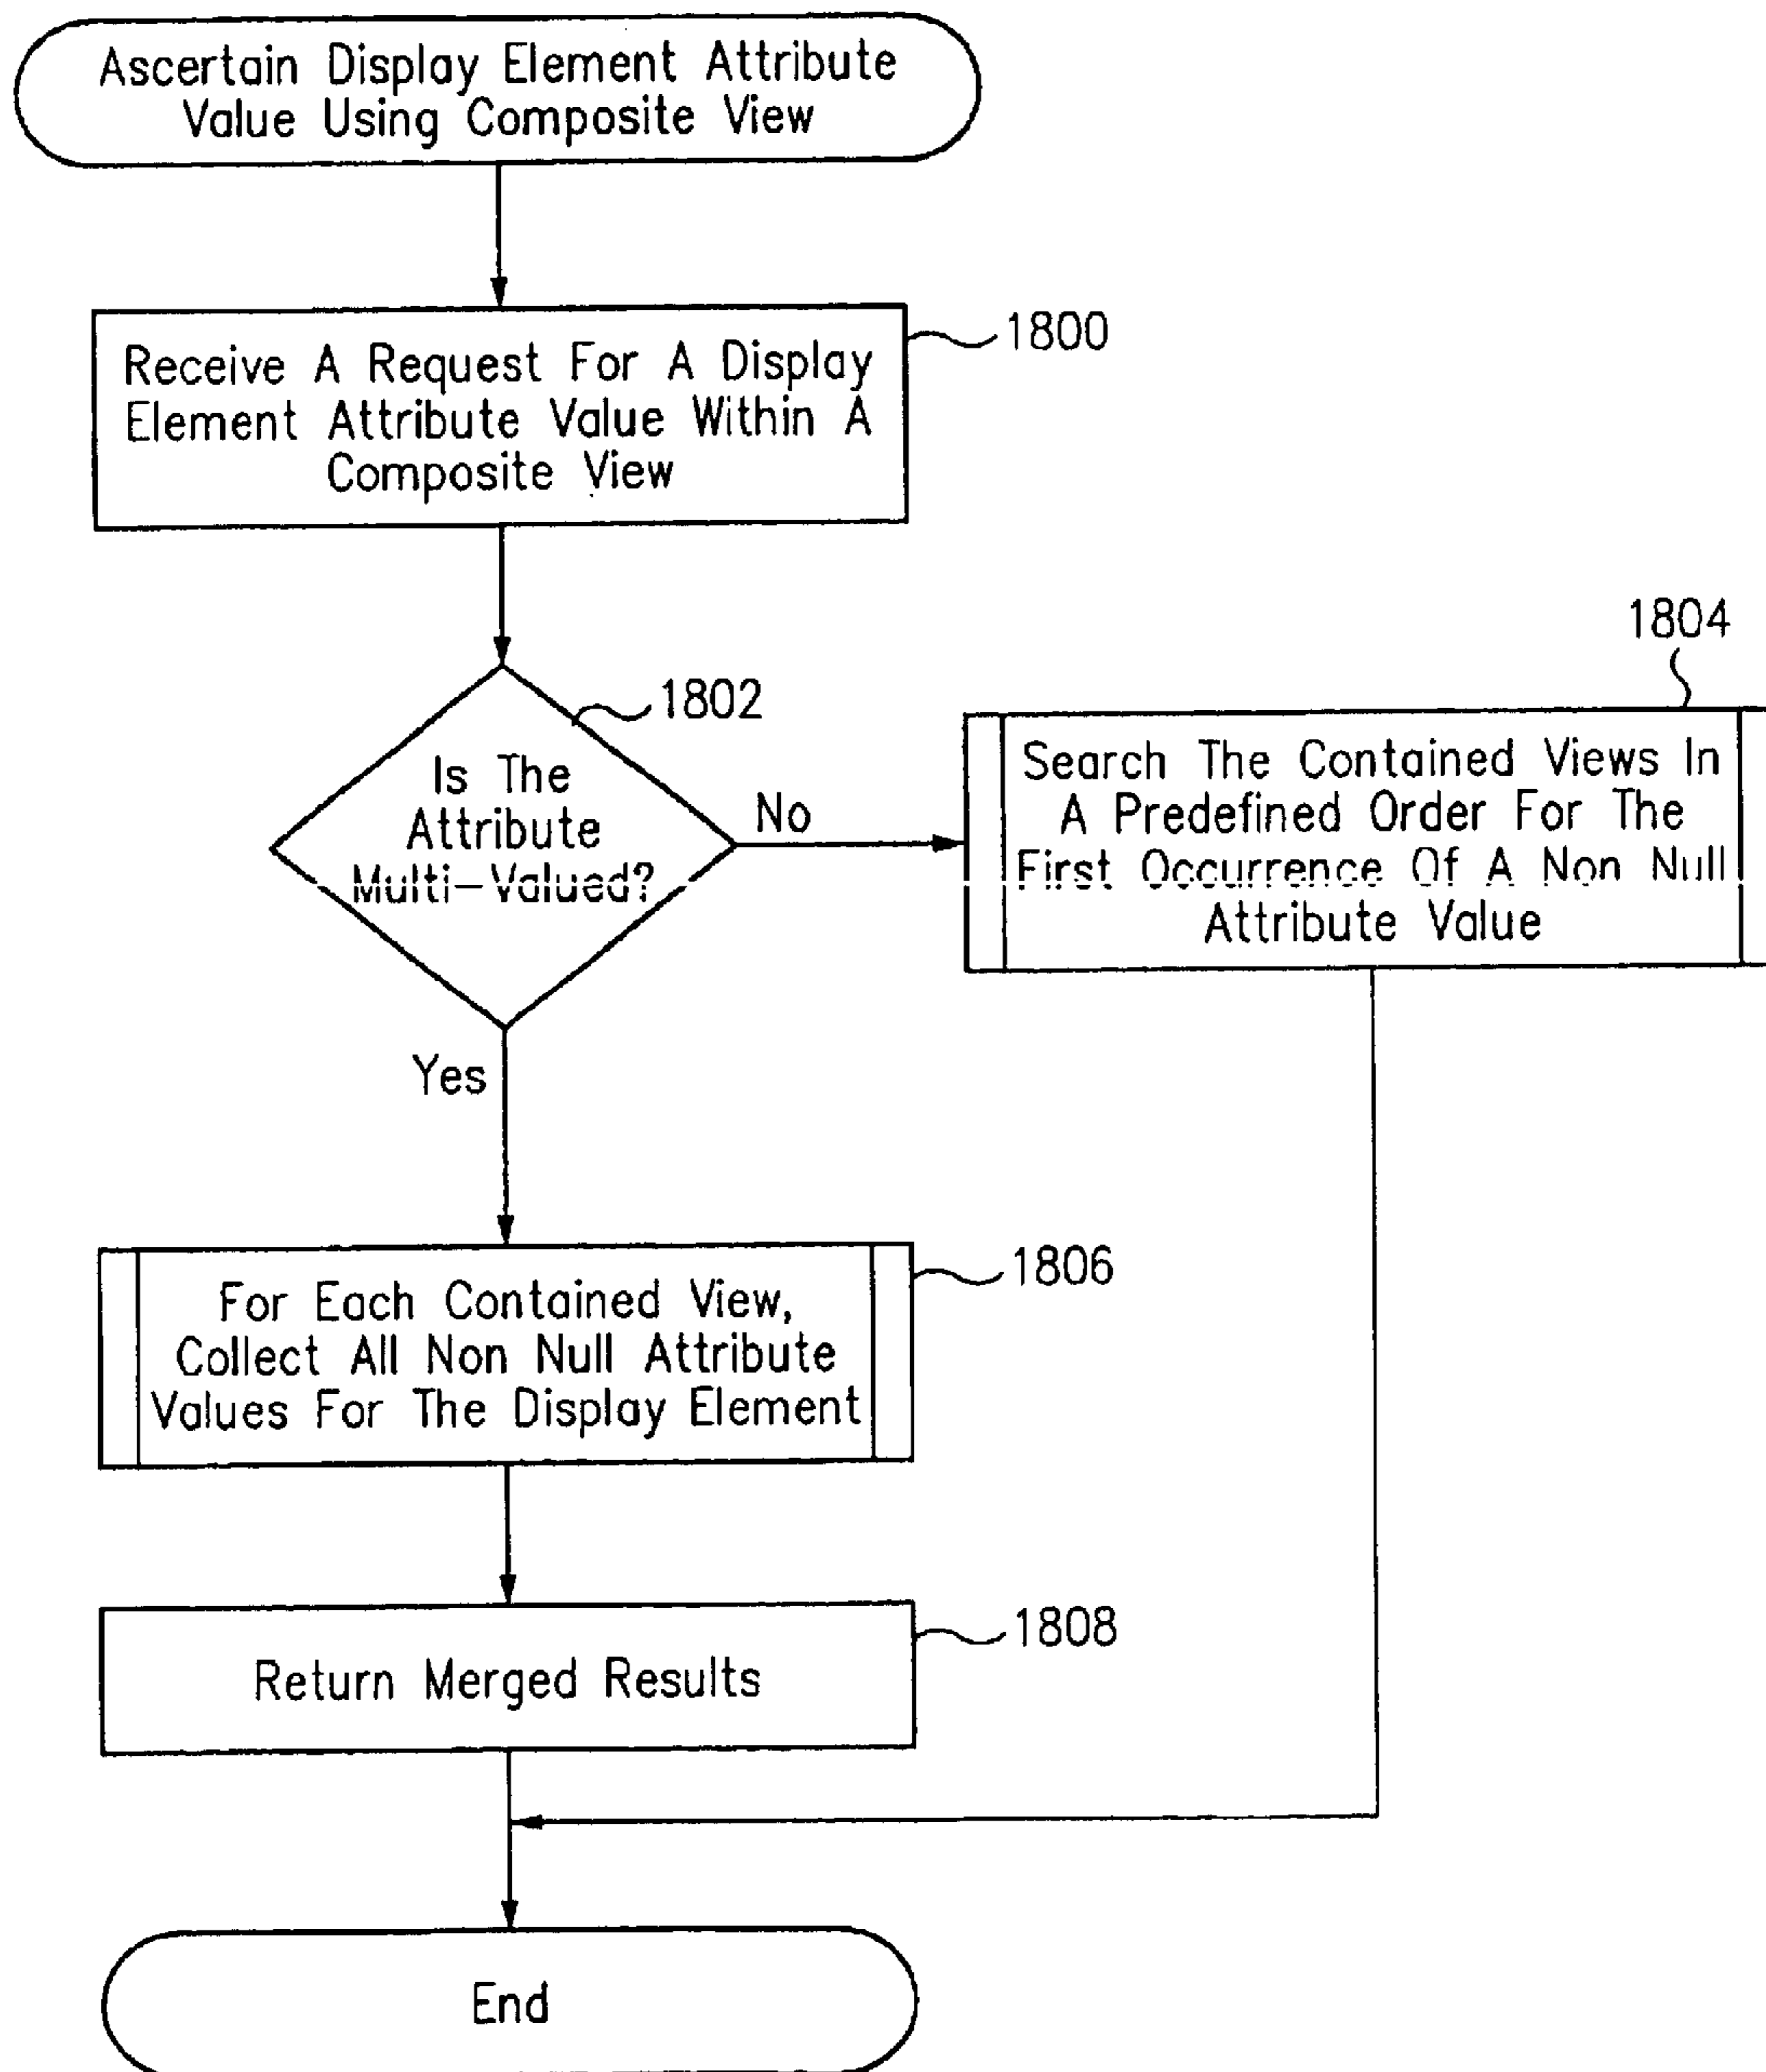 Ascertain Display Element Attribute
Value Using Composite View
1800
Receive A Request For A Display
Element Attribute Value Within A
Composite View
1802
Is The
Attribute
Multi-Valued?
No
Yes
1804
Search The Contained Views In
A Predefined Order For The
First Occurrence Of A Non Null
Attribute Value
1806
For Each Contained View,
Collect All Non Null Attribute
Values For The Display Element
1808
Return Merged Results
End